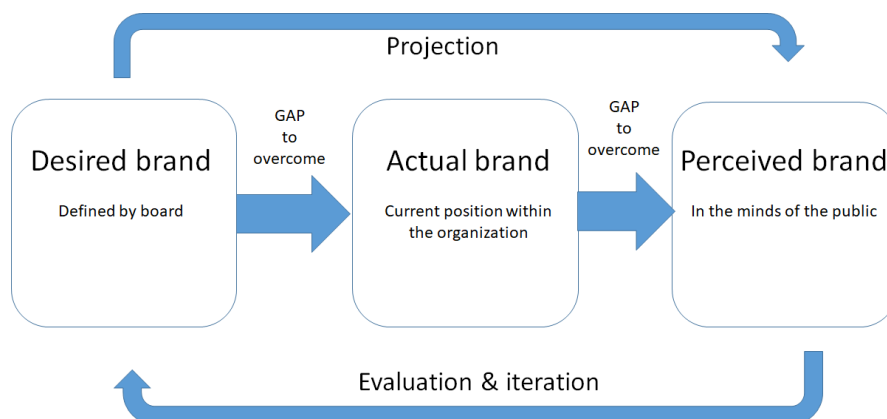 Projection
GAP
to
overcome
GAP
to
overcome
Desired brand
Defined by board
Actual brand
Current position within
the organization
Perceived brand
In the minds of the public
Evaluation & iteration